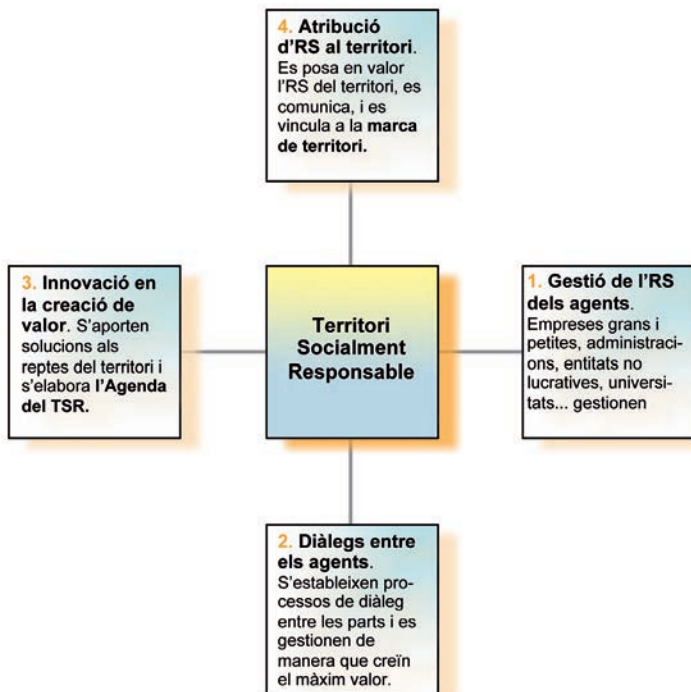 4. Atribució
d'RS al territori.
Es posa en valor
l'RS del territori, es
comunica, i es
vincula a la marca
de territori.
3. Innovació en
la creació de
valor. S'aporten
solucions als
reptes del territori i
s'elabora l'Agenda
del TSR.
Territori
Socialment
Responsable
1. Gestió de l'RS
dels agents.
Empreses grans i
petites, administraci-
ons, entitats no
lucratives, universi-
tats... gestionen
2. Diàlegs entre
els agents.
S'estableixen pro-
cessos de diàleg
entre les parts i es
gestionen de
manera que creïn
el màxim valor.